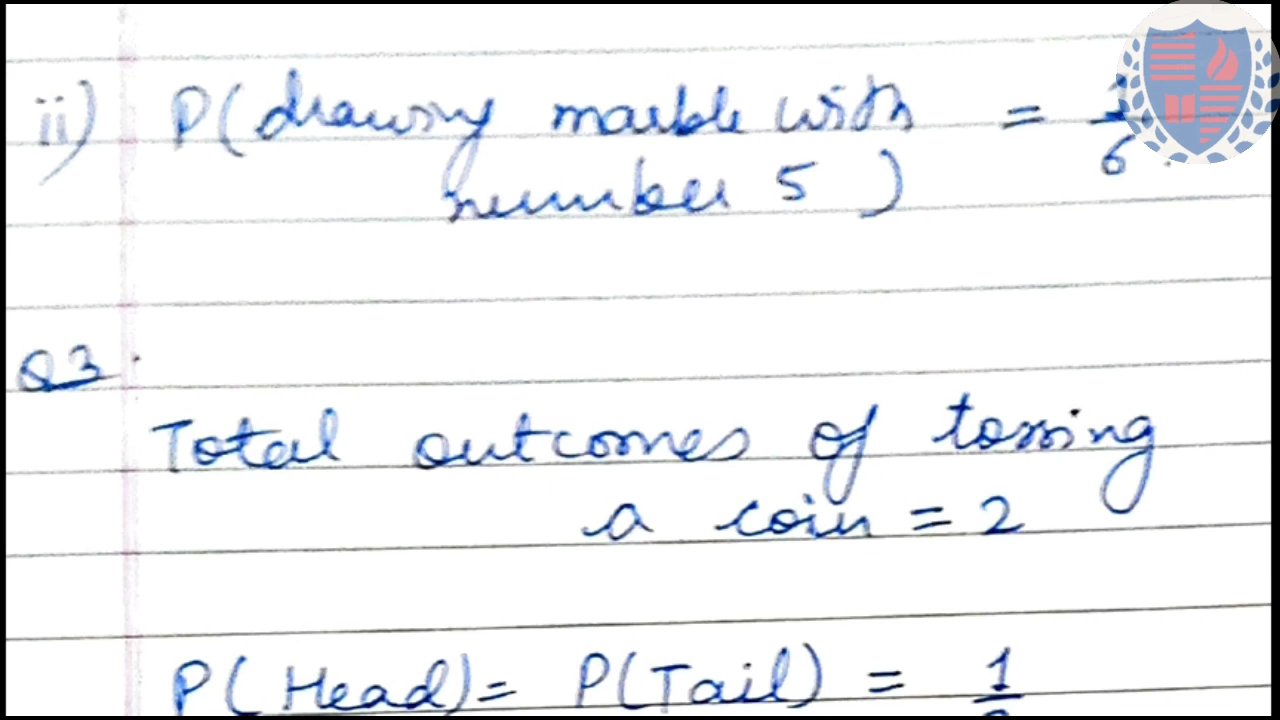 ii) P(drawing marble with = 1/6.
number 5)
Q3.
Total outcomes of tossing
a coin = 2
P(Head) = P(Tail) = 1